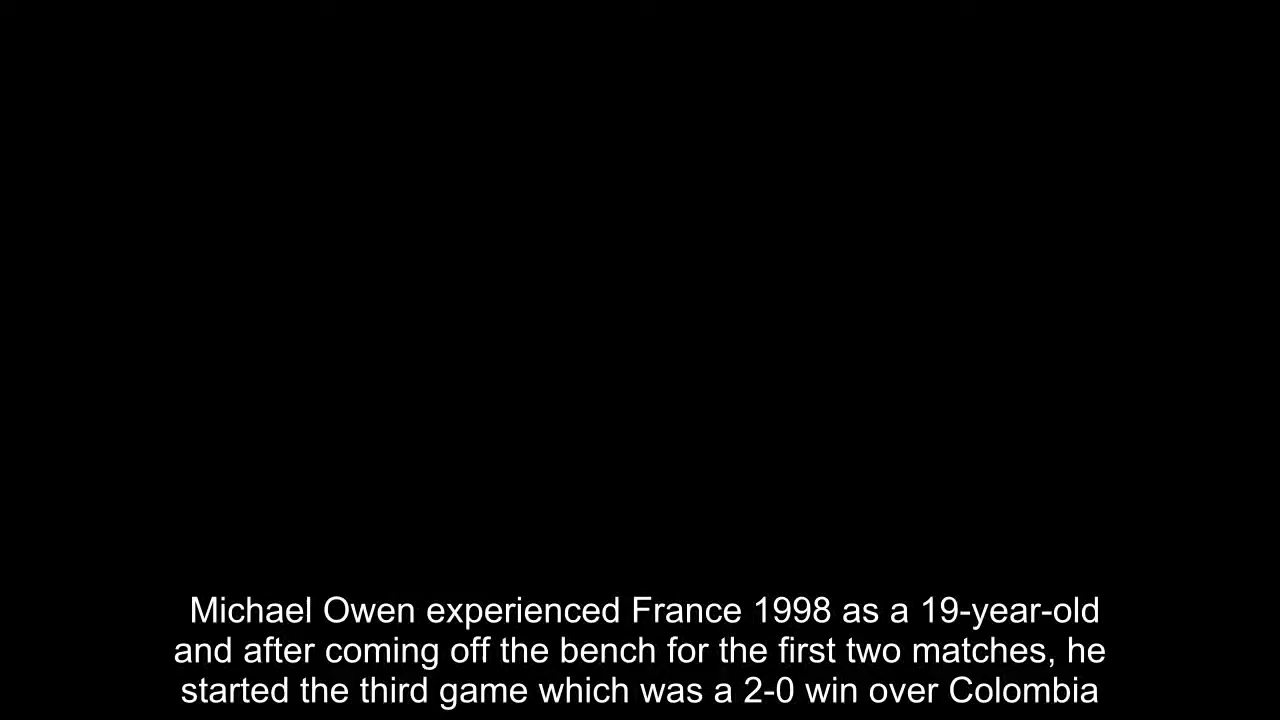 Michael Owen experienced France 1998 as a 19-year-old
and after coming off the bench for the first two matches, he
started the third game which was a 2-0 win over Colombia